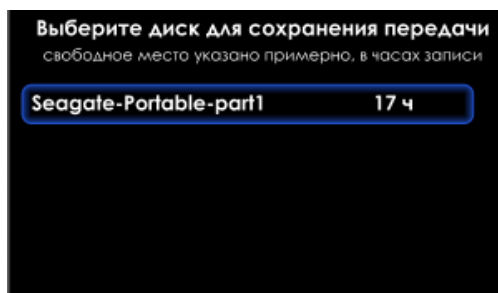 Выберите диск для сохранения передачи
свободное место указано примерно, в часах записи
Seagate-Portable-part1 17 ч